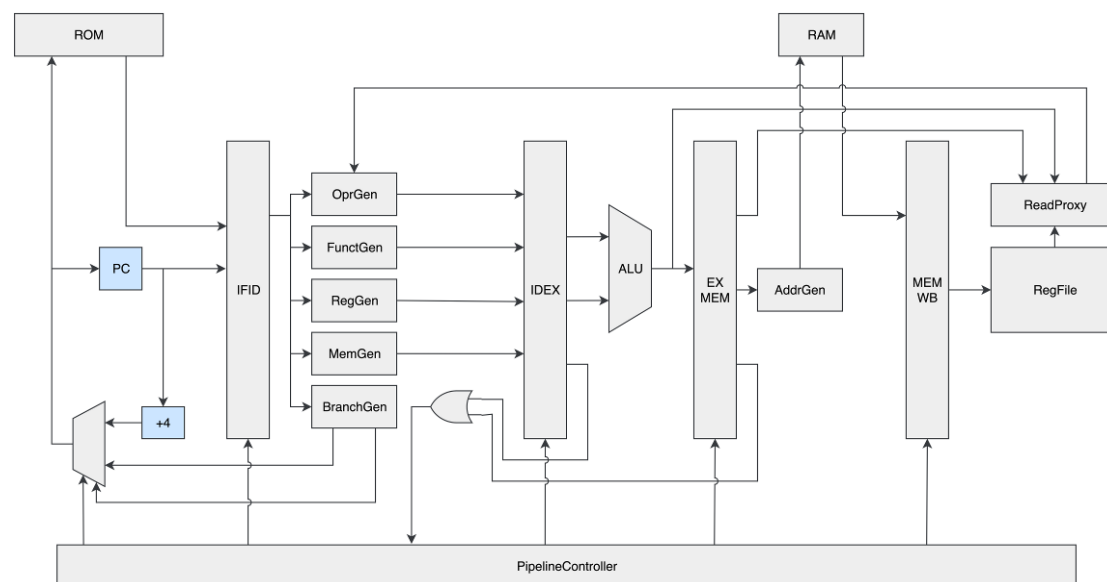 ROM
RAM
OprGen
ReadProxy
FunctGen
PC
IFID
RegGen
IDEX
ALU
EX
MEM
AddrGen
MEM
WB
RegFile
MemGen
BranchGen
+4
PipelineController